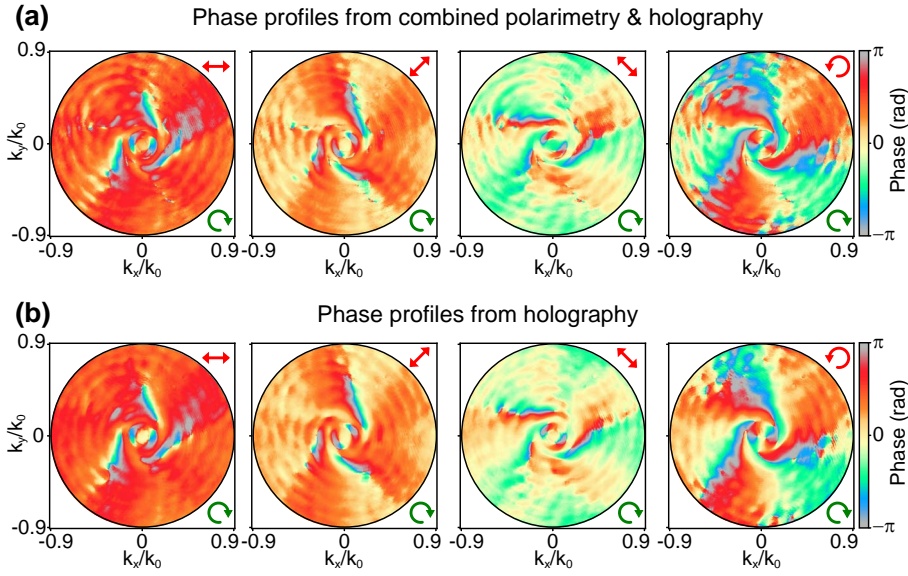 (a) Phase profiles from combined polarimetry & holography
0.9
0
-0.9
k_y/k_0
-0.9 0 0.9 -0.9 0 0.9 -0.9 0 0.9 -0.9 0 0.9
k_x/k_0 k_x/k_0 k_x/k_0 k_x/k_0
π
0
−π
Phase (rad)
(b) Phase profiles from holography
0.9
0
-0.9
k_y/k_0
-0.9 0 0.9 -0.9 0 0.9 -0.9 0 0.9 -0.9 0 0.9
k_x/k_0 k_x/k_0 k_x/k_0 k_x/k_0
π
0
−π
Phase (rad)